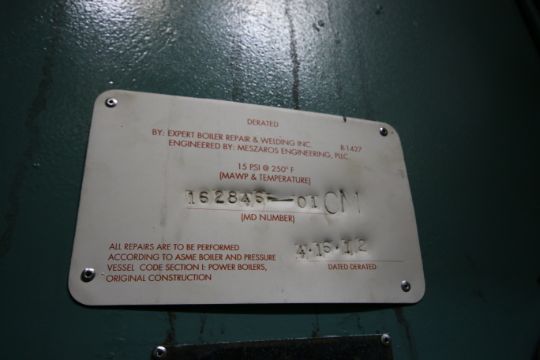 DERATED
BY: EXPERT BOILER REPAIR & WELDING INC. B-1427
ENGINEERED BY: MESZAROS ENGINEERING, PLLC
15 PSI @ 250° F
(MAWP & TEMPERATURE)
162846-01CM
(MD NUMBER)
ALL REPAIRS ARE TO BE PERFORMED
ACCORDING TO ASME BOILER AND PRESSURE
VESSEL CODE SECTION I: POWER BOILERS,
ORIGINAL CONSTRUCTION
4·16·12
DATED DERATED